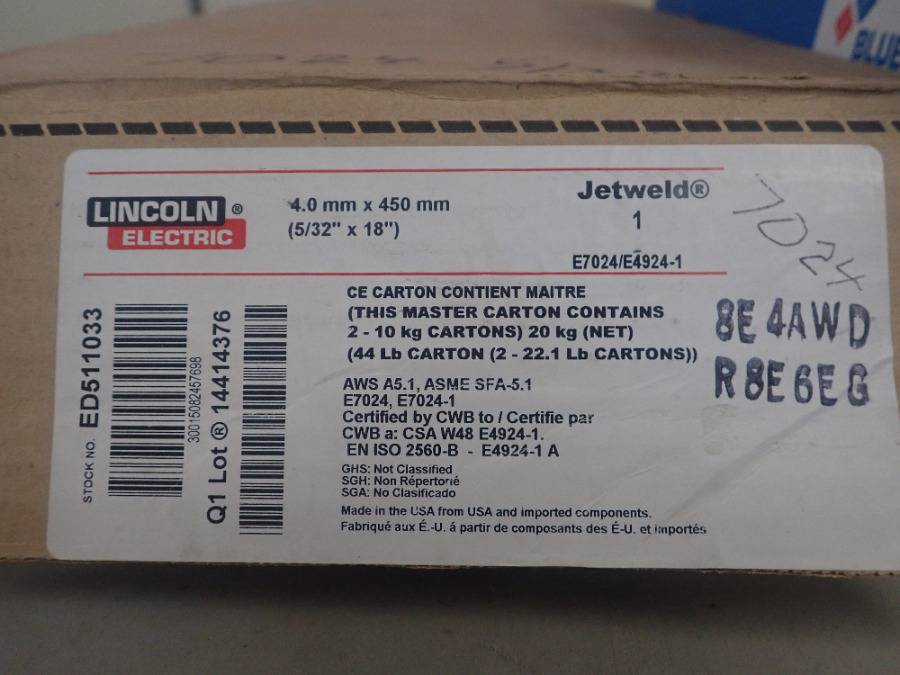 BLUE
LINCOLN ®
ELECTRIC
4.0 mm x 450 mm
(5/32" x 18")
Jetweld®
1
E7024/E4924-1
7024
8E4AWD
R8E6EG
STOCK NO. ED511033
30015082457698
Q1 Lot ® 14414376
CE CARTON CONTIENT MAITRE
(THIS MASTER CARTON CONTAINS
2 - 10 kg CARTONS) 20 kg (NET)
(44 Lb CARTON (2 - 22.1 Lb CARTONS))
AWS A5.1, ASME SFA-5.1
E7024, E7024-1
Certified by CWB to / Certifie par
CWB a: CSA W48 E4924-1.
EN ISO 2560-B - E4924-1 A
GHS: Not Classified
SGH: Non Répertorié
SGA: No Clasificado
Made in the USA from USA and imported components.
Fabriqué aux É.-U. á partir de composants des É-U. et importés